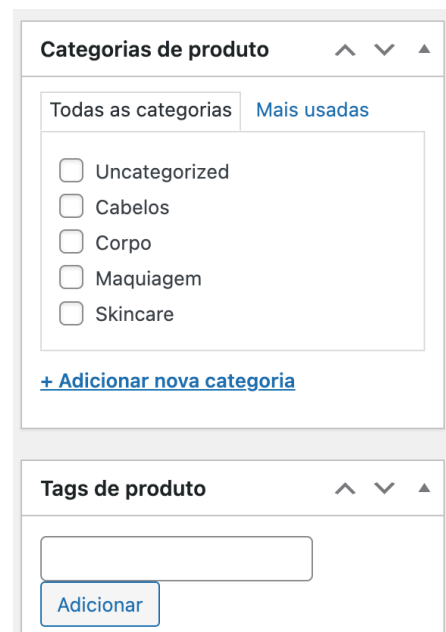 Categorias de produto
Todas as categorias Mais usadas
Uncategorized
Cabelos
Corpo
Maquiagem
Skincare
+ Adicionar nova categoria
Tags de produto
Adicionar